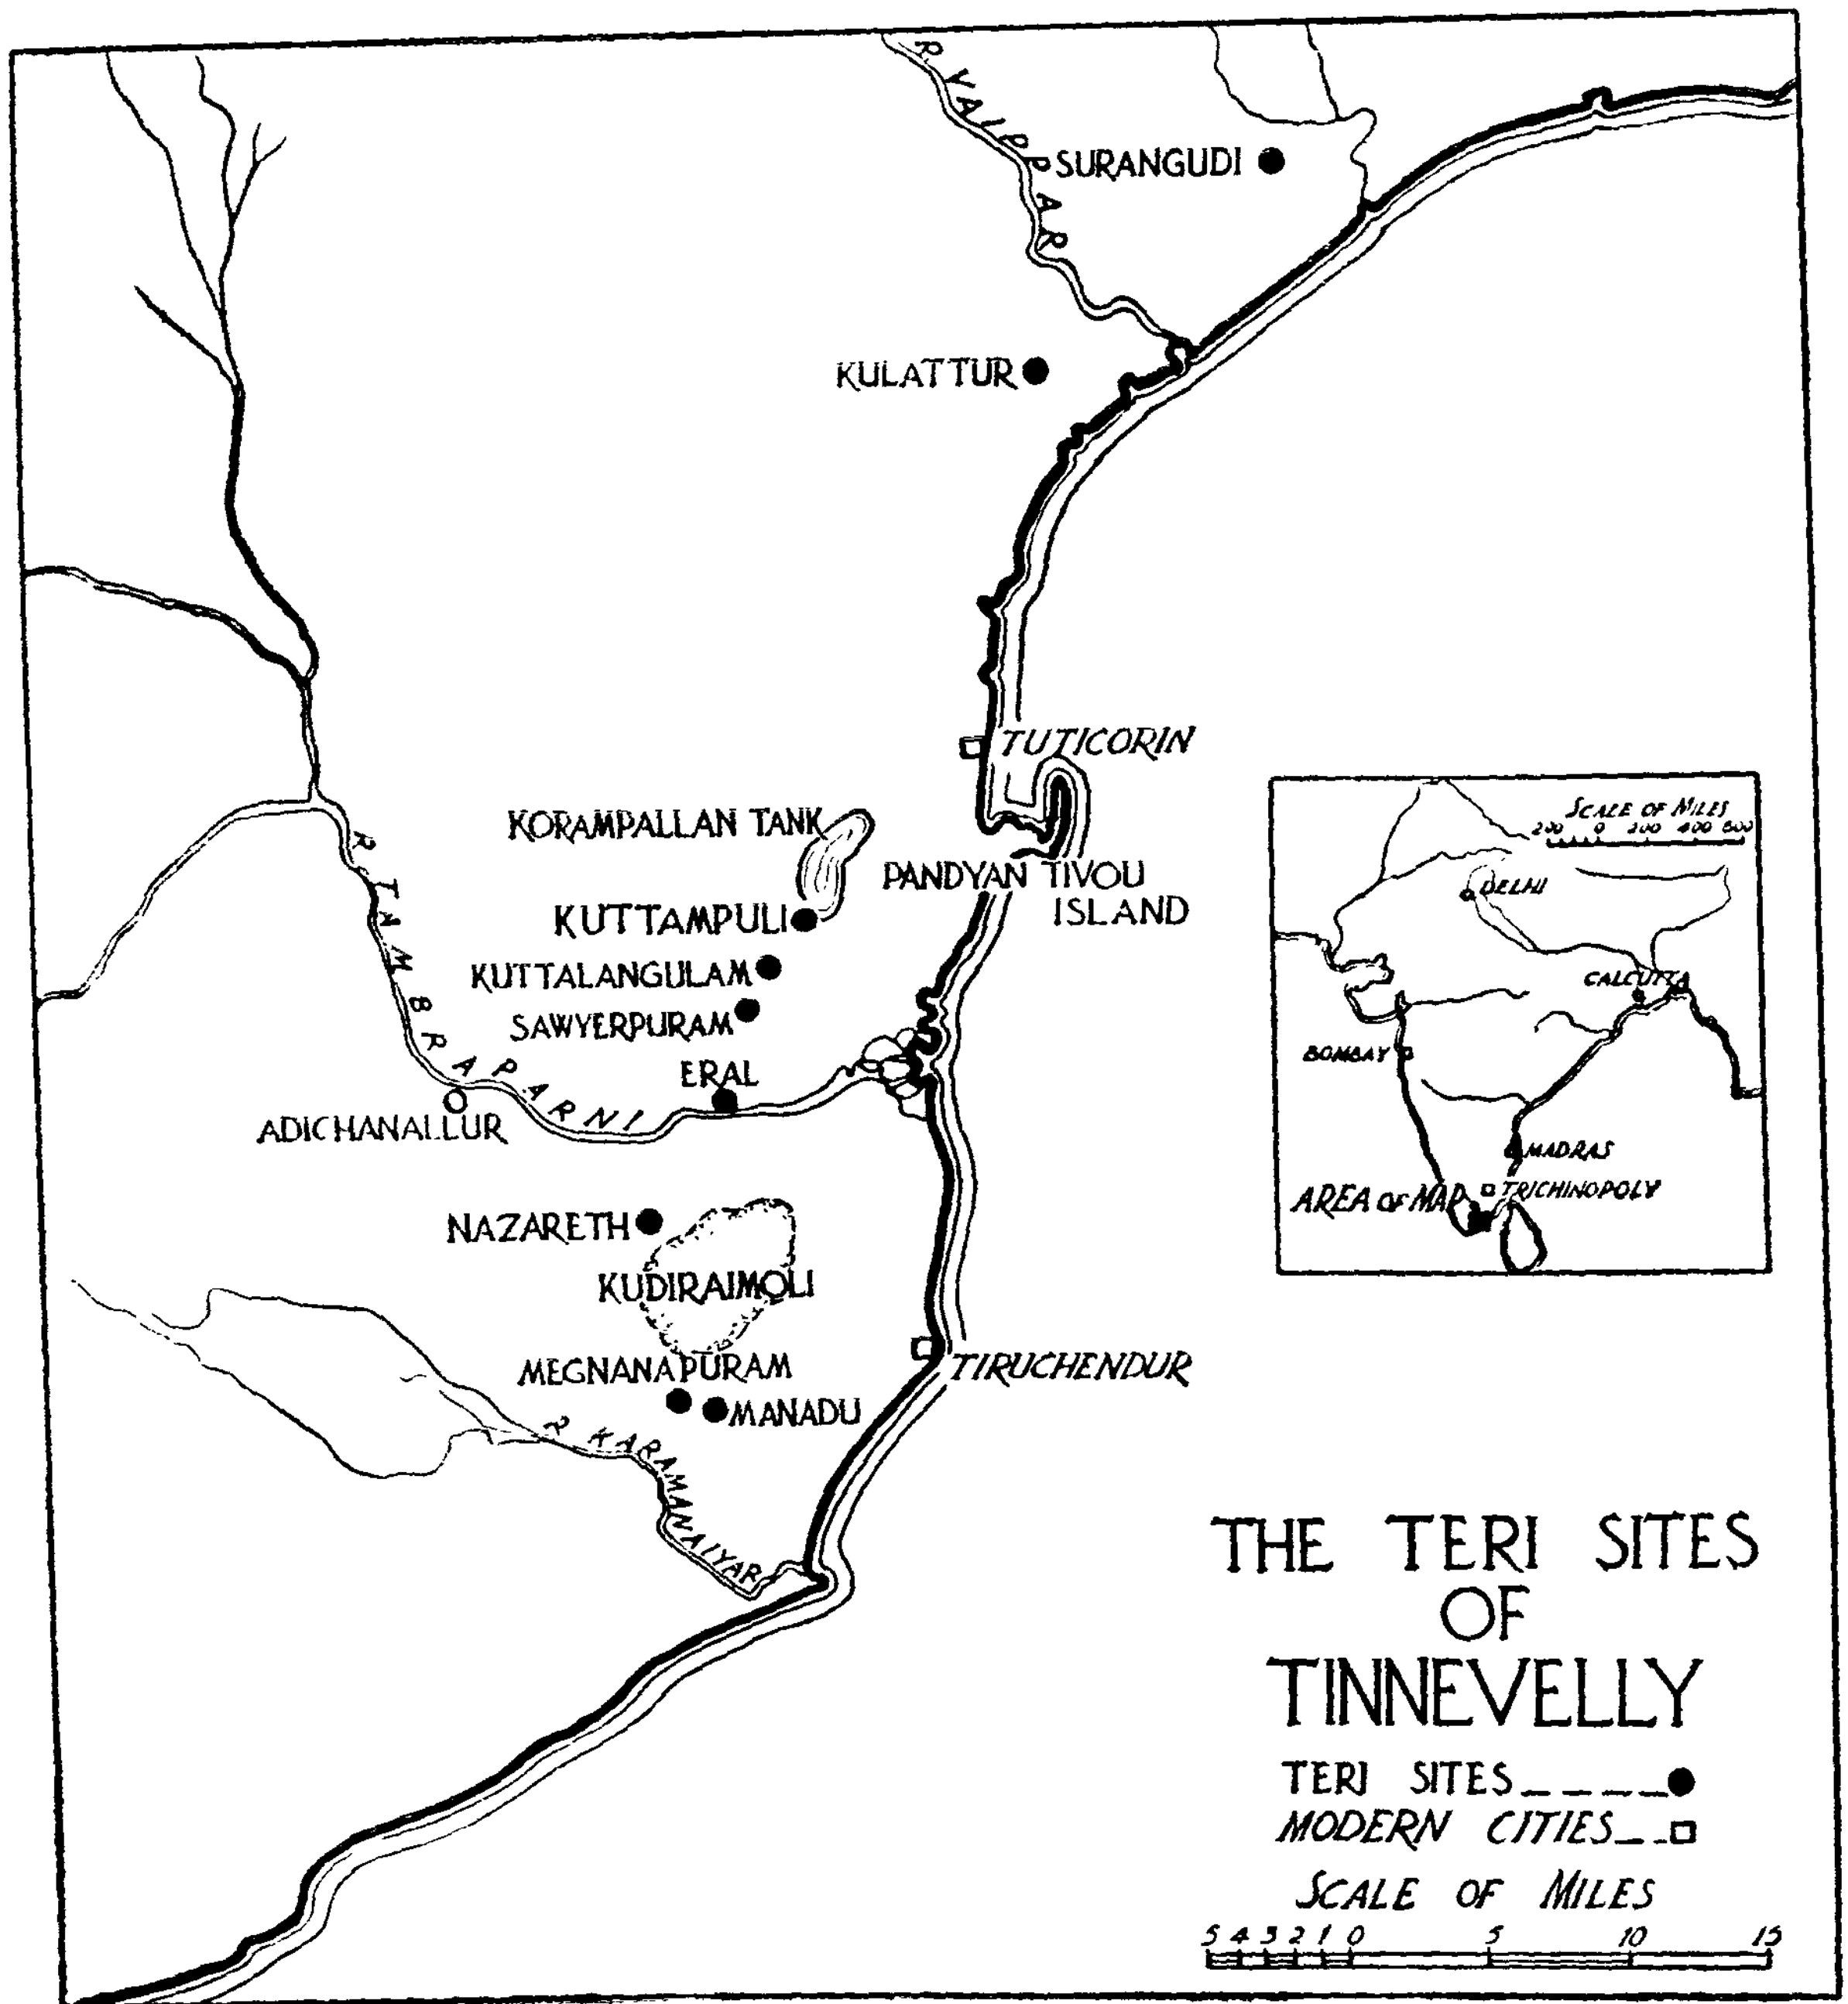 R. VAIPPAR
SURANGUDI
KULATTUR
TUTICORIN
KORAMPALLAN TANK
PANDYAN TIVOU
ISLAND
KUTTAMPULI
KUTTALANGULAM
SAWYERPURAM
ERAL
R. TAMBRAPARNI
ADICHANALLUR
NAZARETH
KUDIRAIMOLI
MEGNANAPURAM
MANADU
TIRUCHENDUR
R KARAMANAIYAR
SCALE OF MILES
200 0 200 400 600
DELHI
CALCUTTA
BOMBAY
MADRAS
TRICHINOPOLY
AREA OF MAP
THE TERI SITES
OF
TINNEVELLY
TERI SITES
MODERN CITIES
SCALE OF MILES
5 4 3 2 1 0 5 10 15